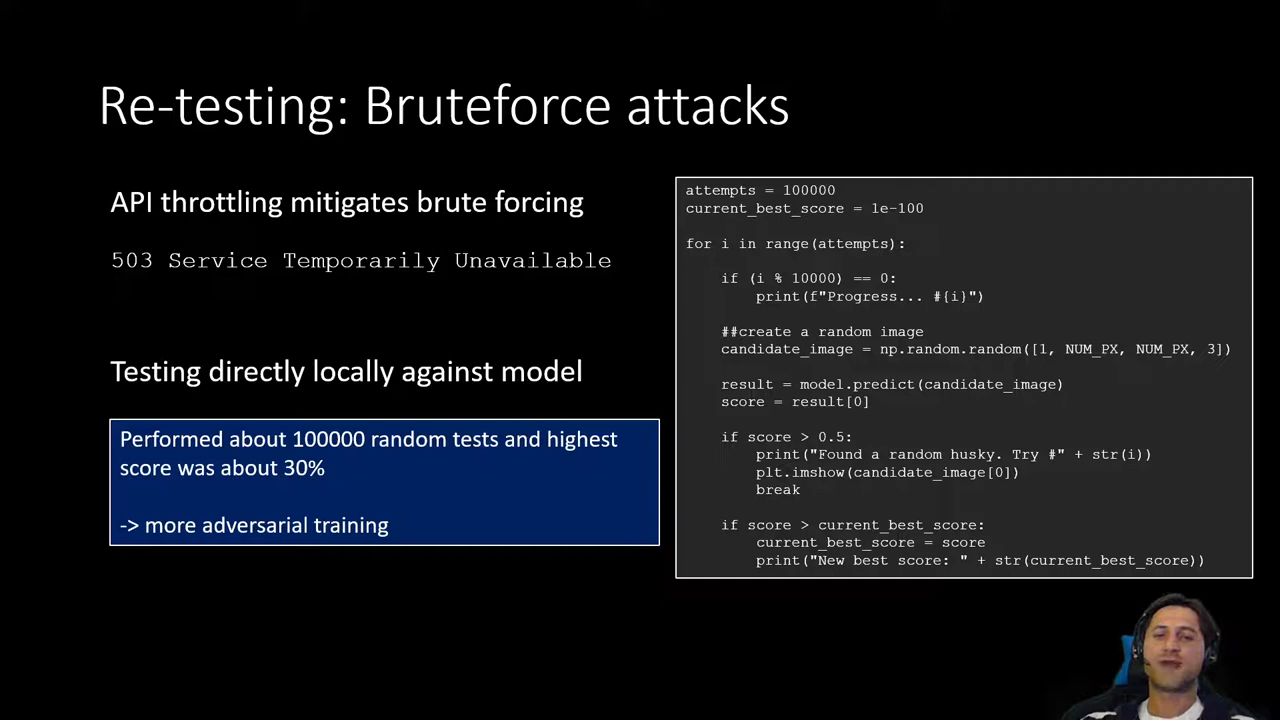 Re-testing: Bruteforce attacks
API throttling mitigates brute forcing
503 Service Temporarily Unavailable
Testing directly locally against model
Performed about 100000 random tests and highest
score was about 30%
-> more adversarial training
attempts = 100000
current_best_score = 1e-100
for i in range(attempts):
if (i % 10000) == 0:
print(f"Progress... #{i}")
##create a random image
candidate_image = np.random.random([1, NUM_PX, NUM_PX, 3])
result = model.predict(candidate_image)
score = result[0]
if score > 0.5:
print("Found a random husky. Try #" + str(i))
plt.imshow(candidate_image[0])
break
if score > current_best_score:
current_best_score = score
print("New best score: " + str(current_best_score))